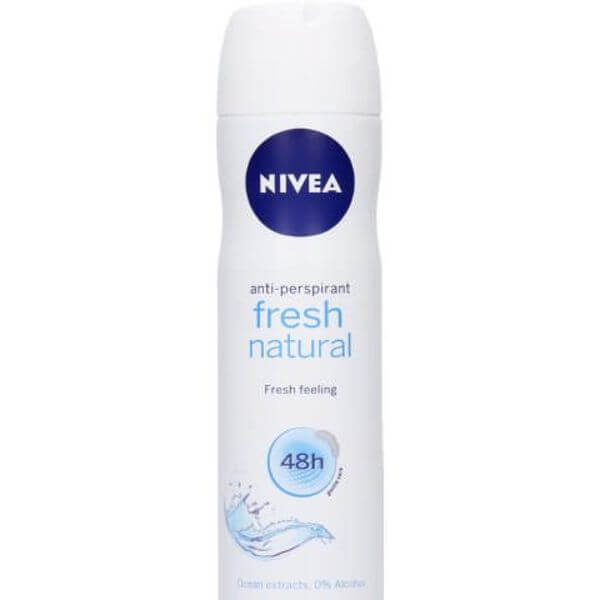 NIVEA
anti-perspirant
fresh
natural
Fresh feeling
48h
Ocean extracts, 0% Alcohol